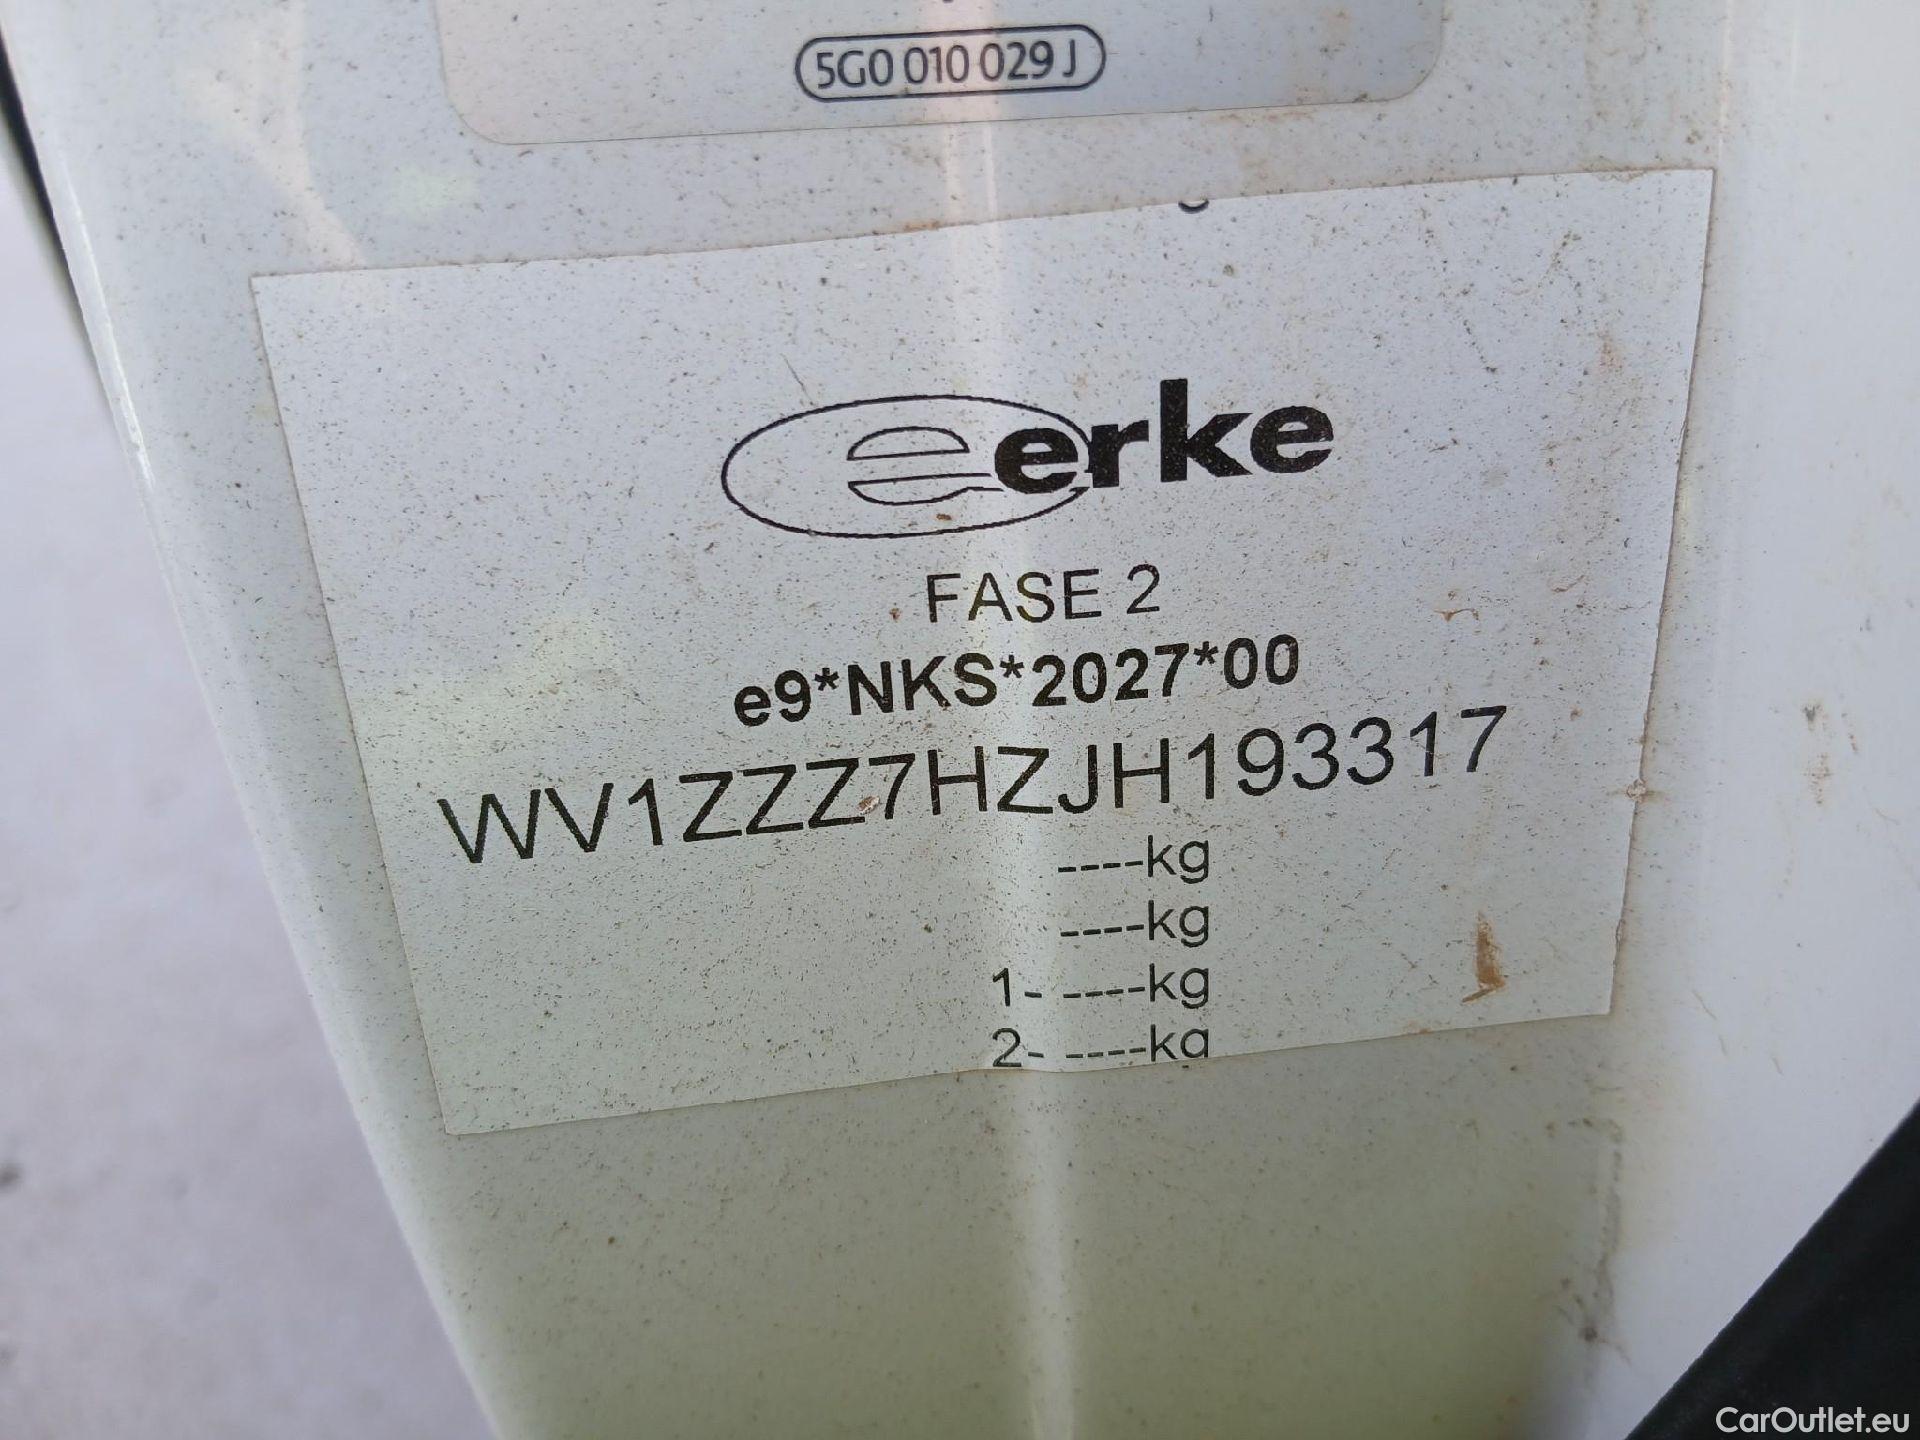 5G0 010 029 J
e erke
FASE 2
e9*NKS*2027*00
WV1ZZZ7HZJH193317
----kg
----kg
1- ----kg
2- ----kg
CarOutlet.eu